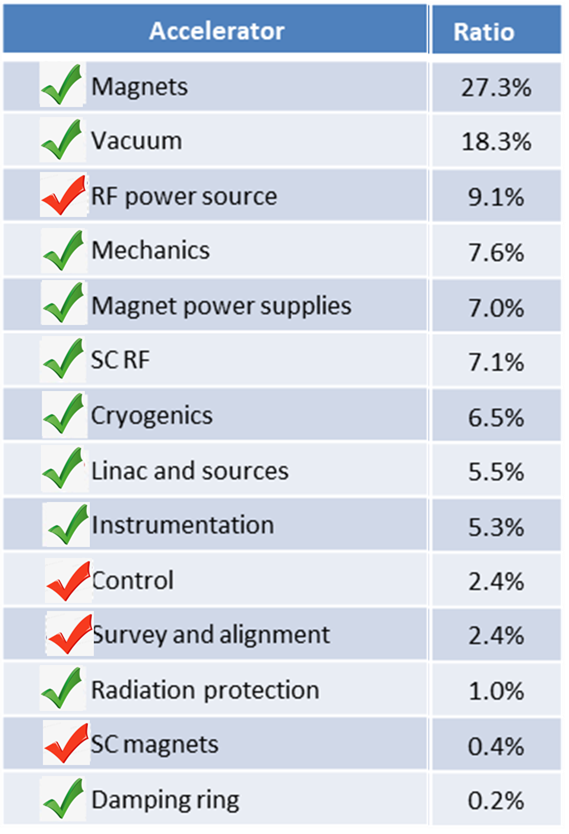 Accelerator Ratio
Magnets 27.3%
Vacuum 18.3%
RF power source 9.1%
Mechanics 7.6%
Magnet power supplies 7.0%
SC RF 7.1%
Cryogenics 6.5%
Linac and sources 5.5%
Instrumentation 5.3%
Control 2.4%
Survey and alignment 2.4%
Radiation protection 1.0%
SC magnets 0.4%
Damping ring 0.2%